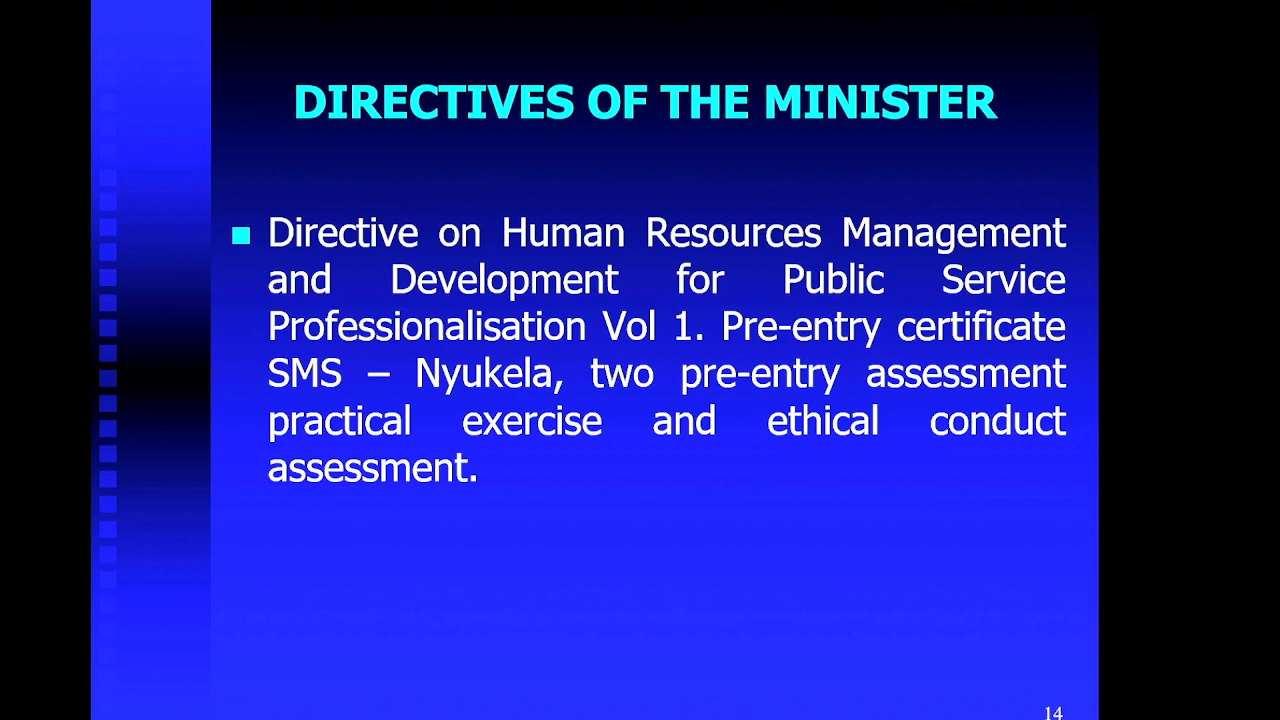 DIRECTIVES OF THE MINISTER
Directive on Human Resources Management
and Development for Public Service
Professionalisation Vol 1. Pre-entry certificate
SMS – Nyukela, two pre-entry assessment
practical exercise and ethical conduct
assessment.
14